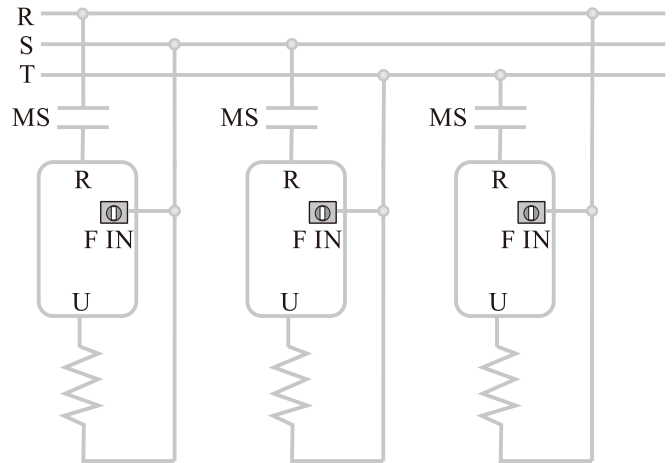 R
S
T
MS MS MS
R R R
F IN F IN F IN
U U U